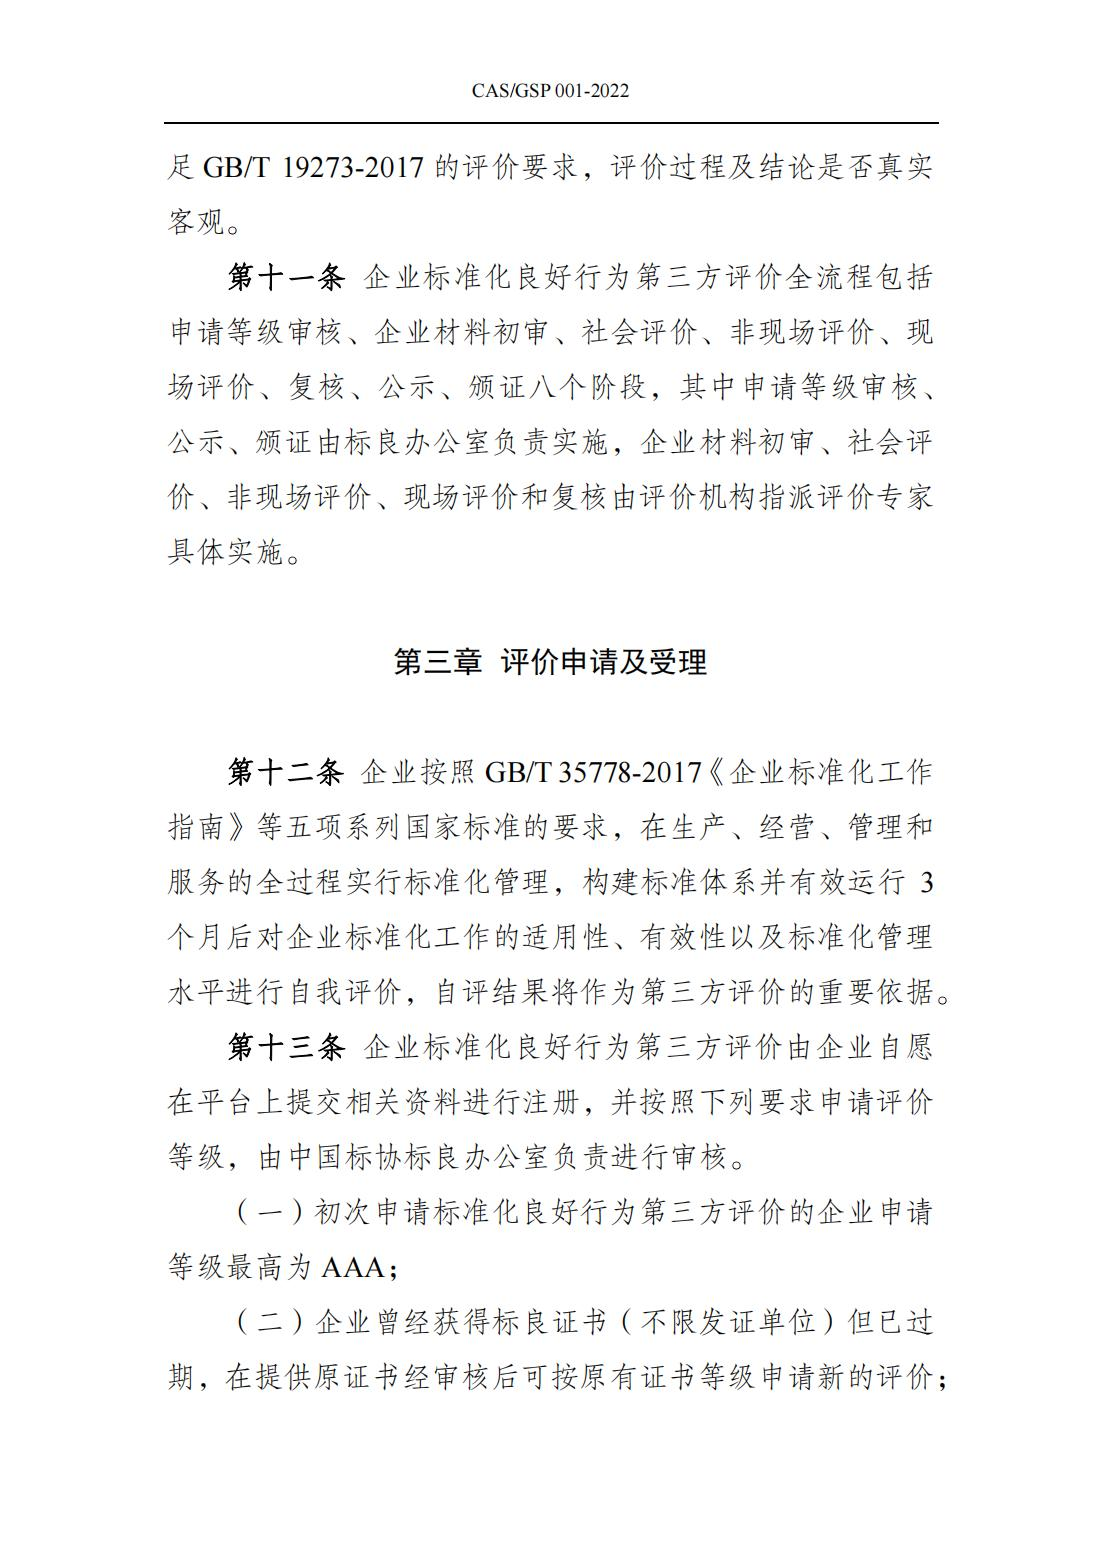 CAS/GSP 001-2022
足 GB/T 19273-2017 的评价要求，评价过程及结论是否真实
客观。
第十一条 企业标准化良好行为第三方评价全流程包括
申请等级审核、企业材料初审、社会评价、非现场评价、现
场评价、复核、公示、颁证八个阶段，其中申请等级审核、
公示、颁证由标良办公室负责实施，企业材料初审、社会评
价、非现场评价、现场评价和复核由评价机构指派评价专家
具体实施。
第三章 评价申请及受理
第十二条 企业按照 GB/T 35778-2017《企业标准化工作
指南》等五项系列国家标准的要求，在生产、经营、管理和
服务的全过程实行标准化管理，构建标准体系并有效运行 3
个月后对企业标准化工作的适用性、有效性以及标准化管理
水平进行自我评价，自评结果将作为第三方评价的重要依据。
第十三条 企业标准化良好行为第三方评价由企业自愿
在平台上提交相关资料进行注册，并按照下列要求申请评价
等级，由中国标协标良办公室负责进行审核。
（一）初次申请标准化良好行为第三方评价的企业申请
等级最高为 AAA；
（二）企业曾经获得标良证书（不限发证单位）但已过
期，在提供原证书经审核后可按原有证书等级申请新的评价；